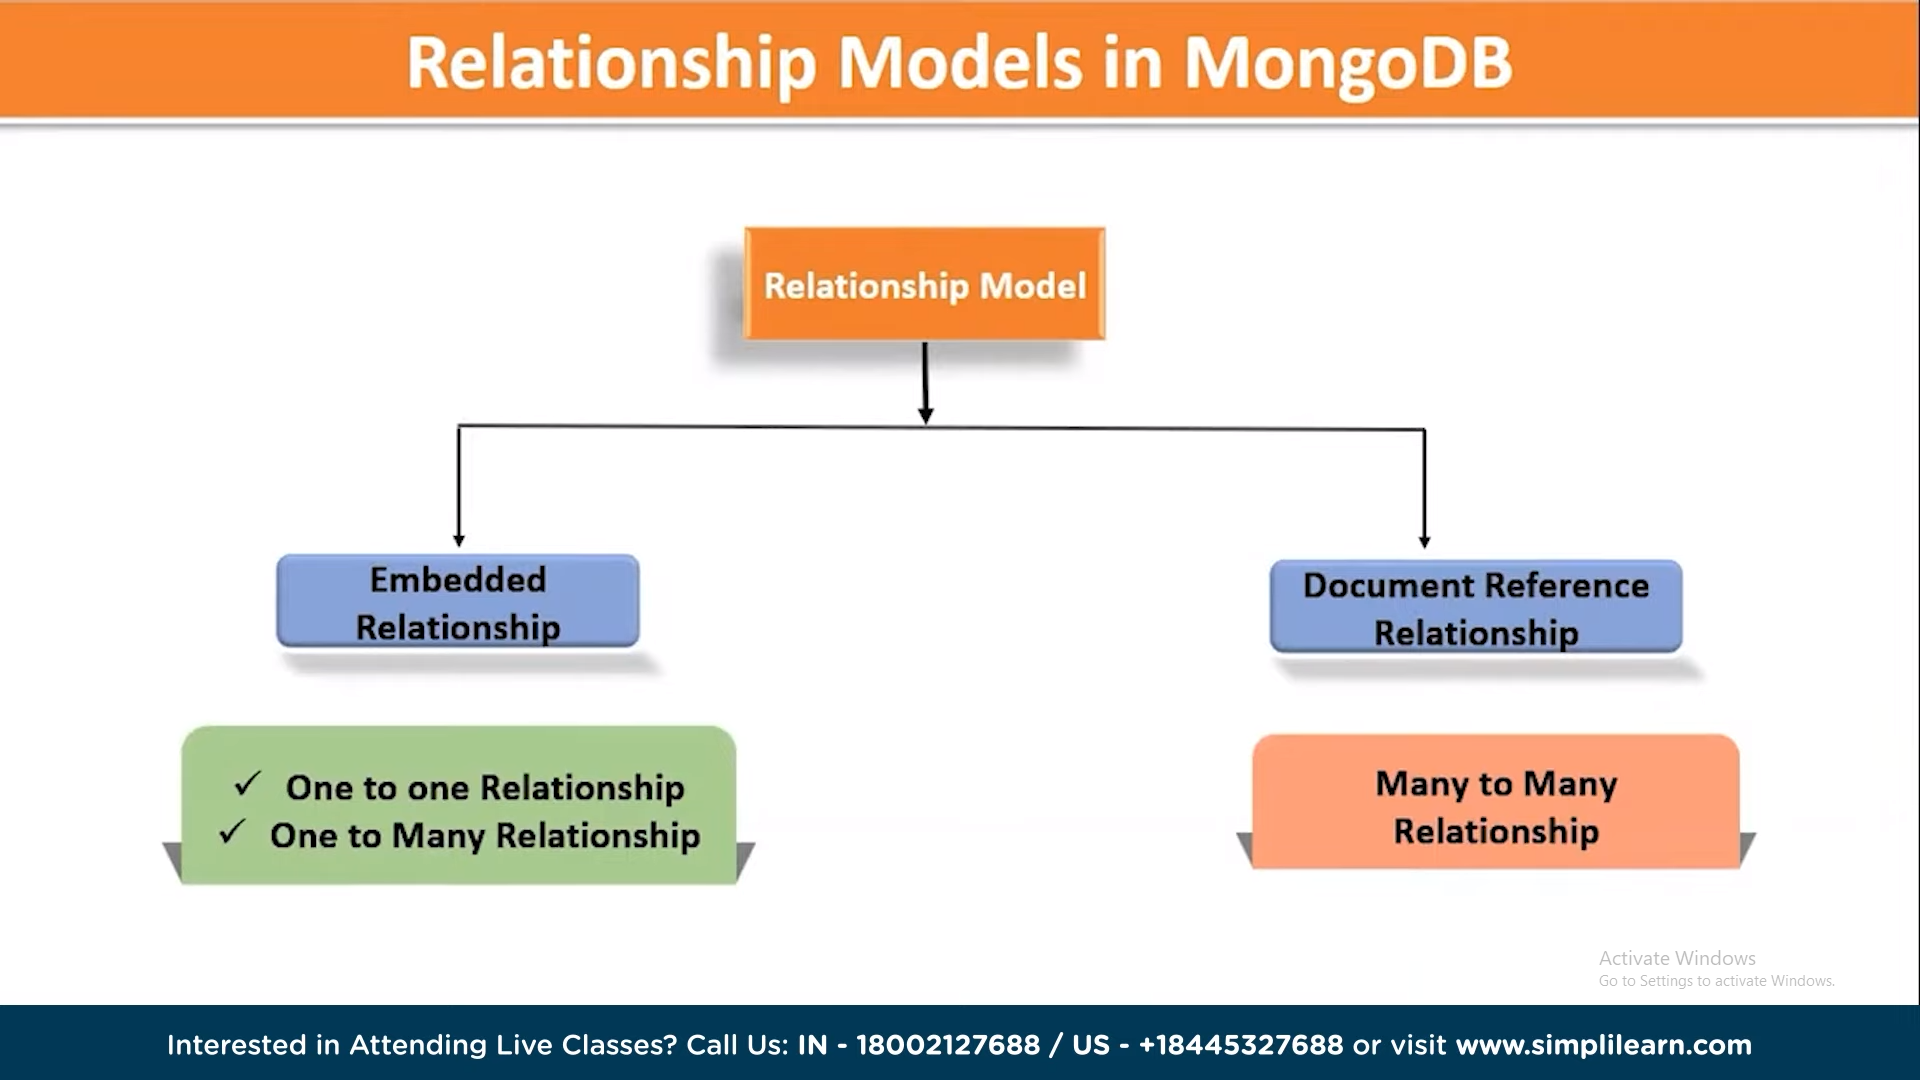 Relationship Models in MongoDB
Relationship Model
Embedded
Relationship
Document Reference
Relationship
✓ One to one Relationship
✓ One to Many Relationship
Many to Many
Relationship
Activate Windows
Go to Settings to activate Windows.
Interested in Attending Live Classes? Call Us: IN - 18002127688 / US - +18445327688 or visit www.simplilearn.com